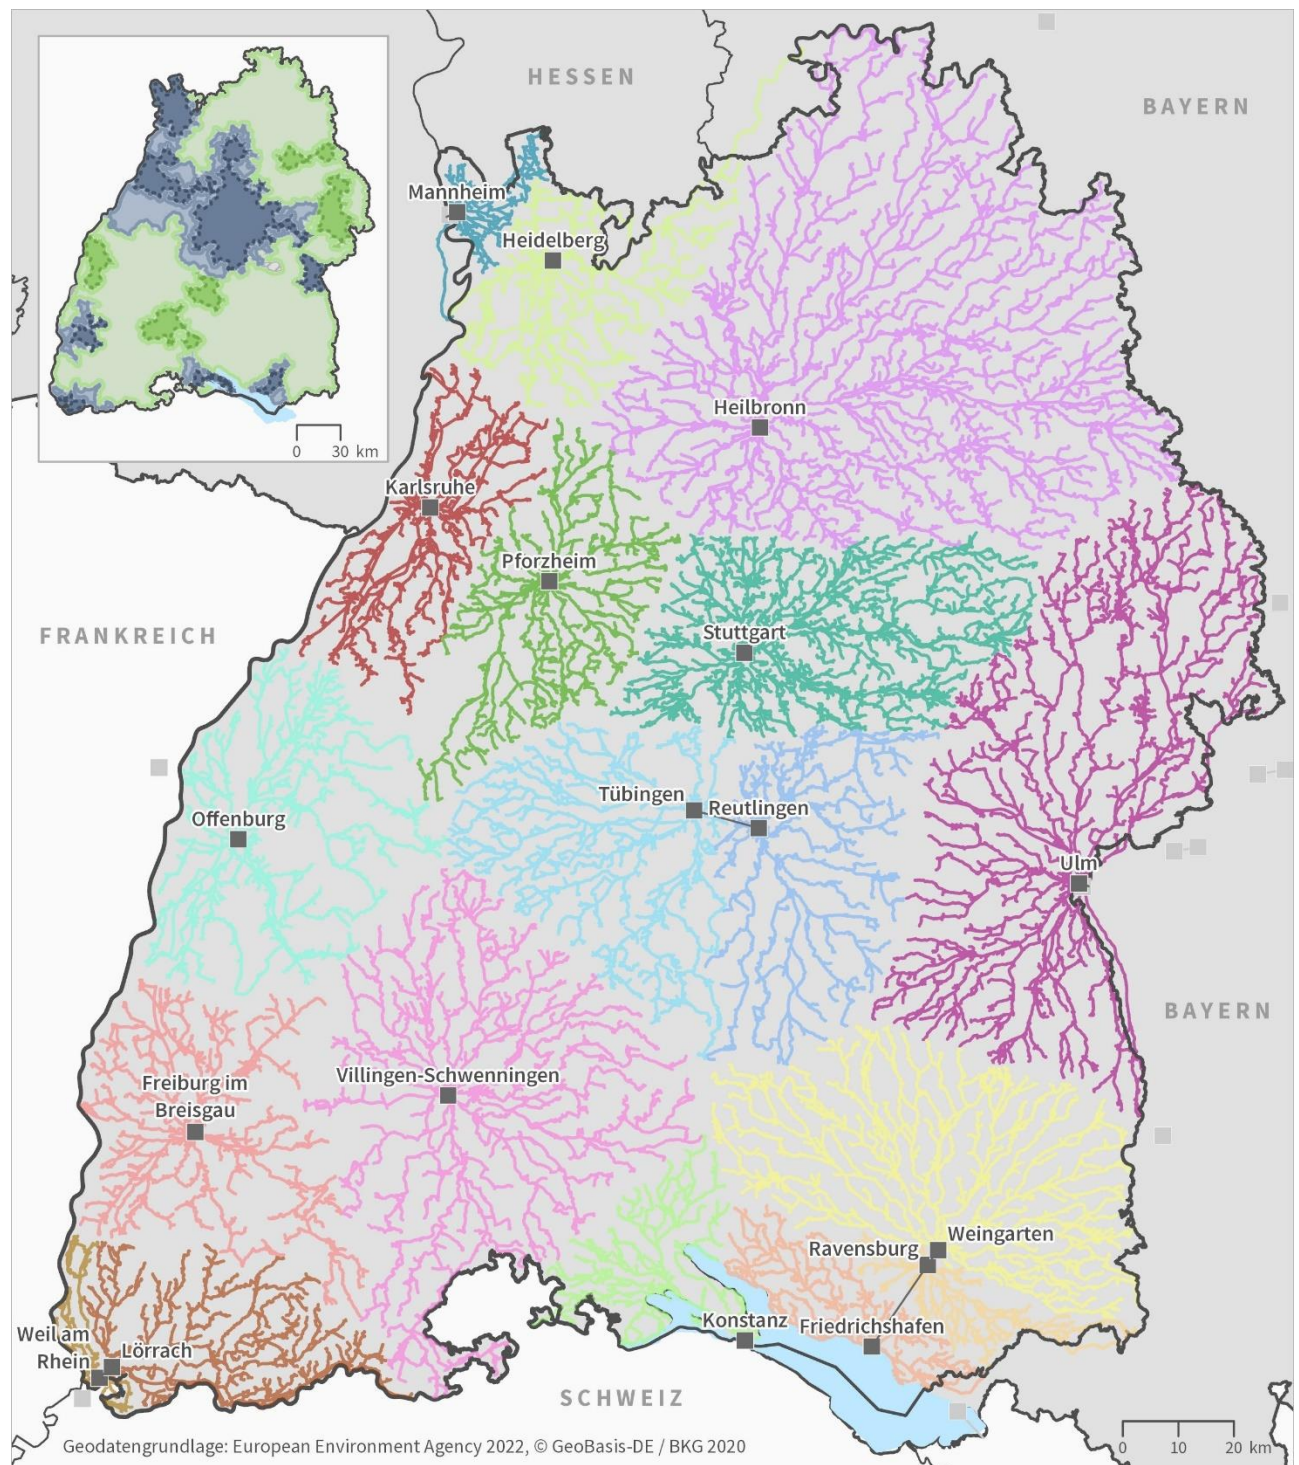 HESSEN
BAYERN
Mannheim
Heidelberg
0 30 km
Heilbronn
Karlsruhe
Pforzheim
FRANKREICH
Stuttgart
Tübingen
Reutlingen
Offenburg
Ulm
BAYERN
Freiburg im
Breisgau
Villingen-Schwenningen
Weingarten
Ravensburg
Konstanz
Friedrichshafen
Weil am
Rhein
Lörrach
SCHWEIZ
0 10 20 km
Geodatengrundlage: European Environment Agency 2022, © GeoBasis-DE / BKG 2020